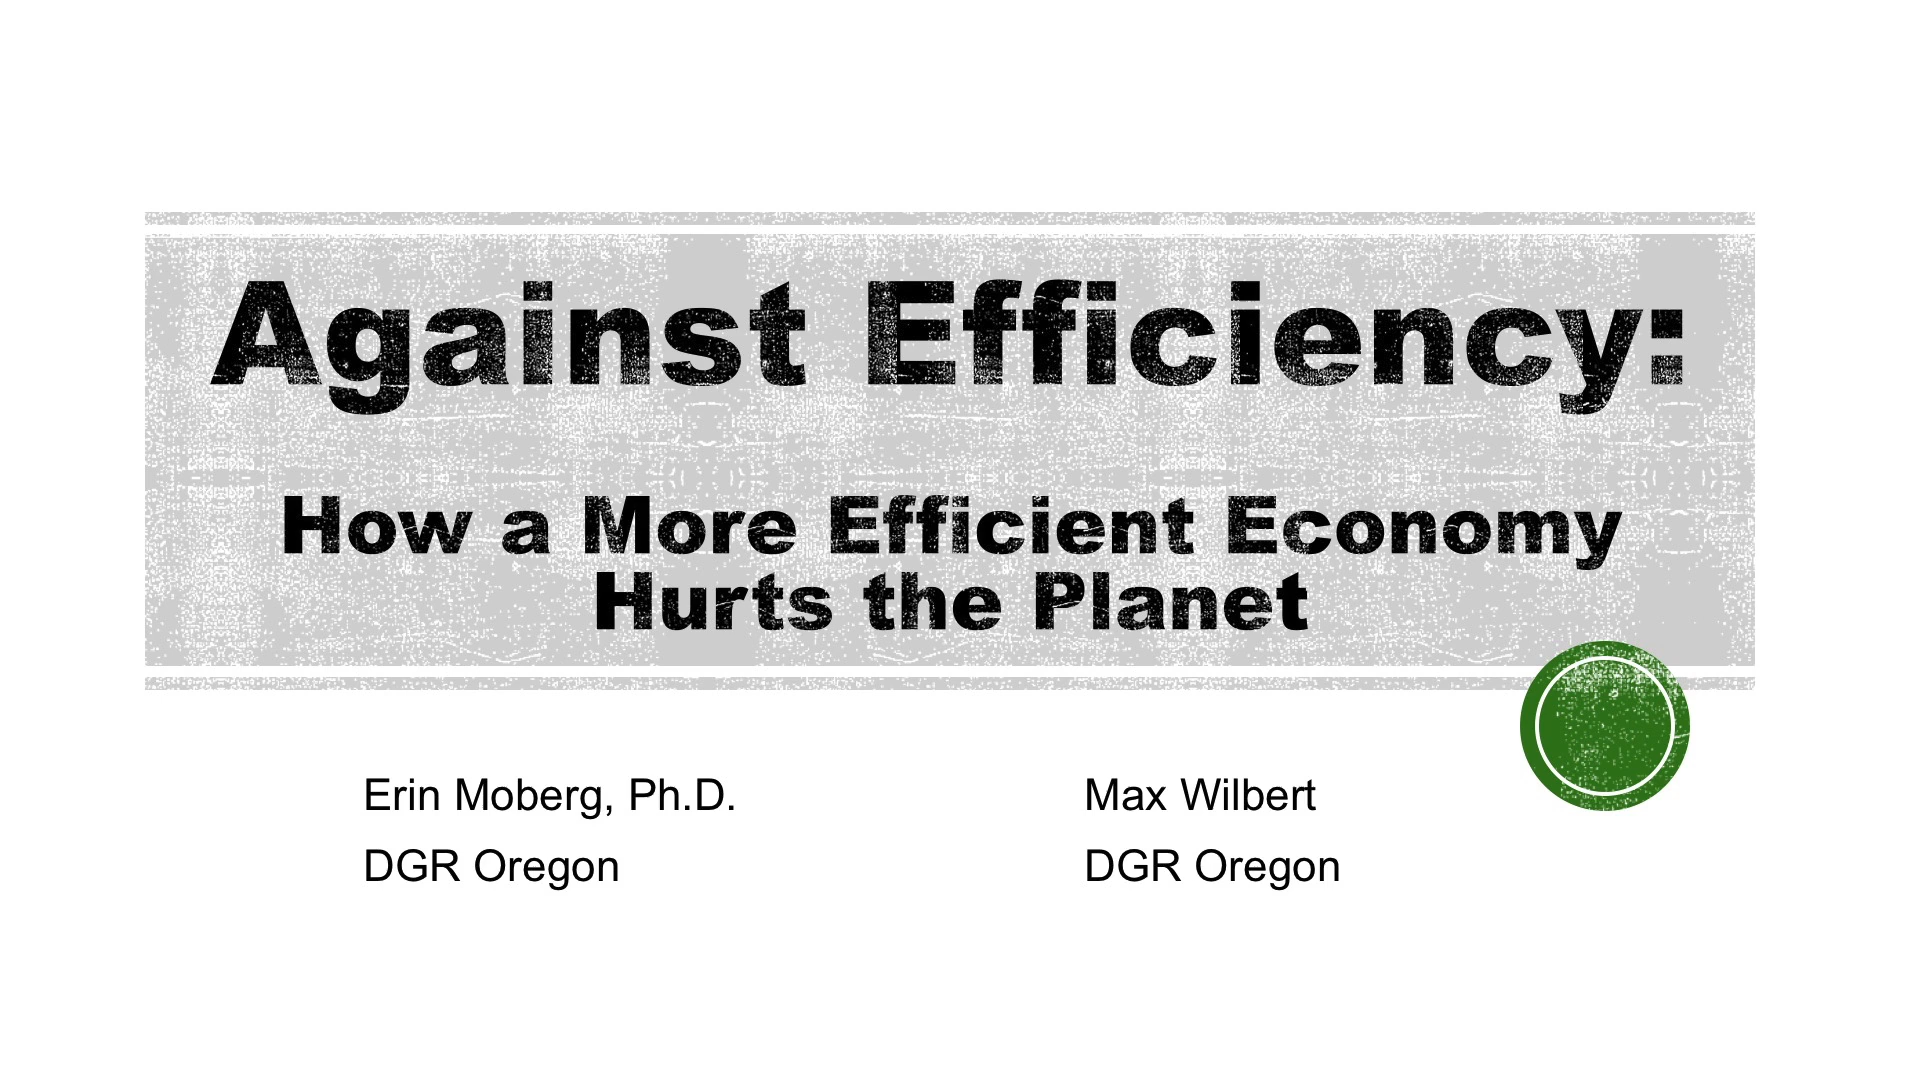 Against Efficiency:
How a More Efficient Economy
Hurts the Planet
Erin Moberg, Ph.D.
DGR Oregon
Max Wilbert
DGR Oregon